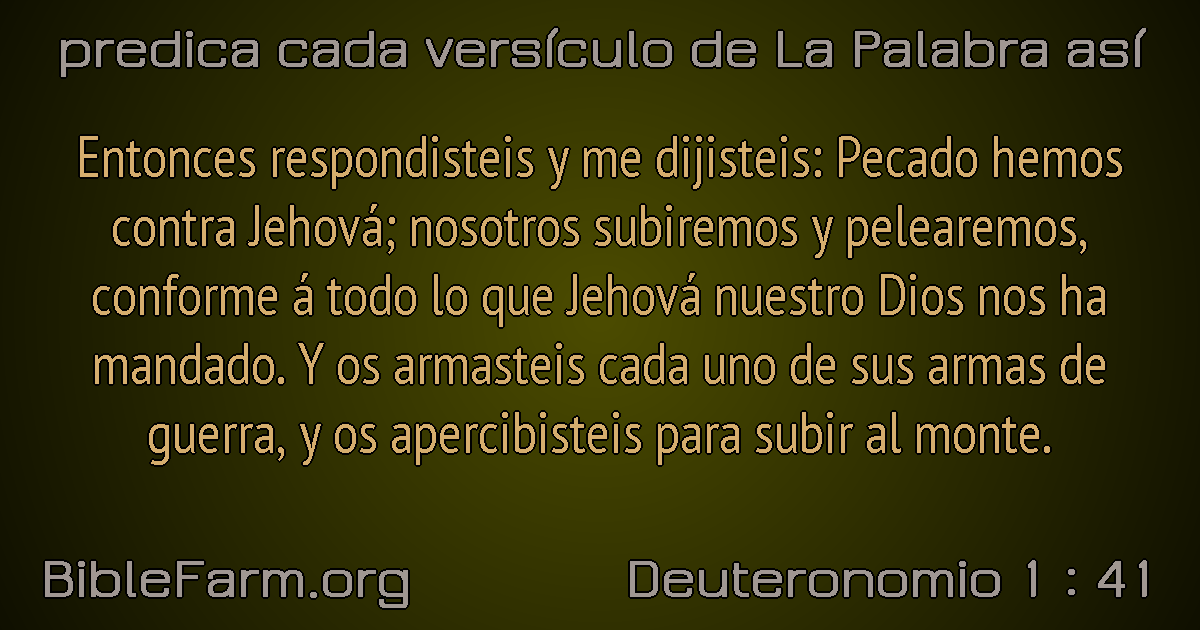 predica cada versículo de La Palabra así
Entonces respondisteis y me dijisteis: Pecado hemos
contra Jehová; nosotros subiremos y pelearemos,
conforme á todo lo que Jehová nuestro Dios nos ha
mandado. Y os armasteis cada uno de sus armas de
guerra, y os apercibisteis para subir al monte.
BibleFarm.org
Deuteronomio 1 : 41